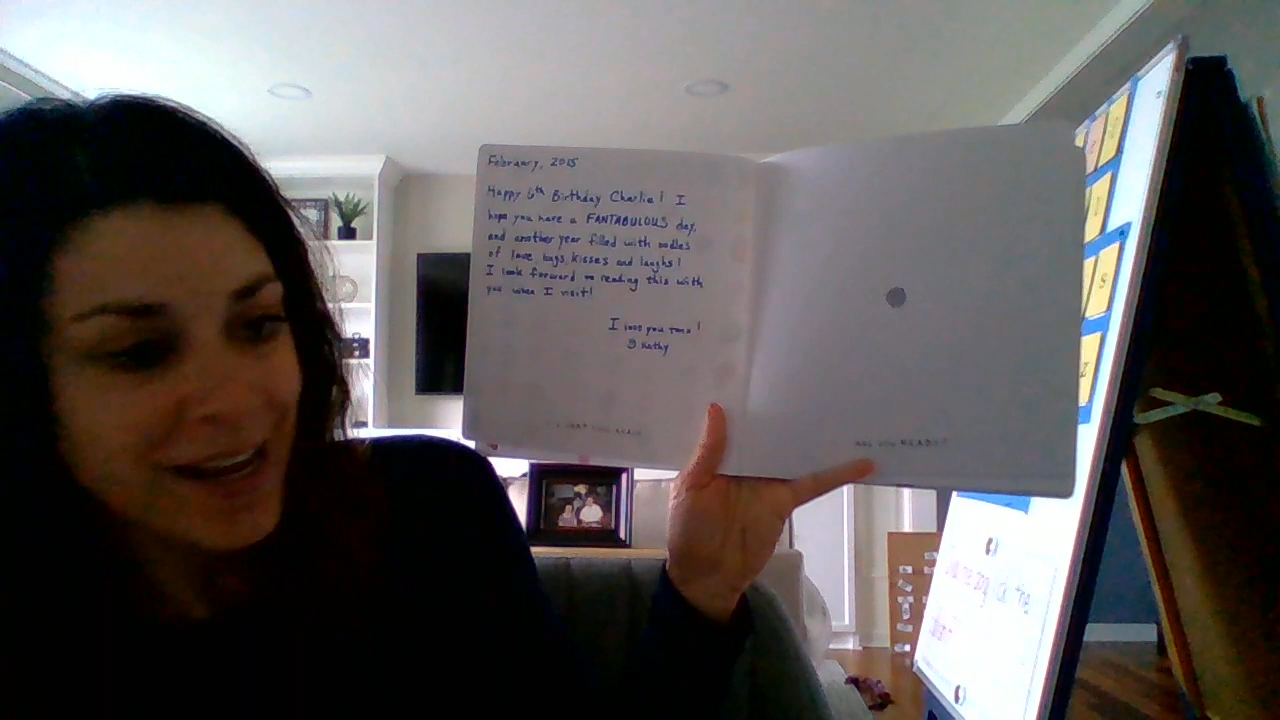 February, 2015
Happy 6th Birthday Charlie! I
hope you have a FANTABULOUS day,
and another year filled with oodles
of love, hugs, kisses and laughs!
I look forward to reading this with
you when I visit!
I love you tons!
Kathy
ARE YOU READY?
S
Z
the